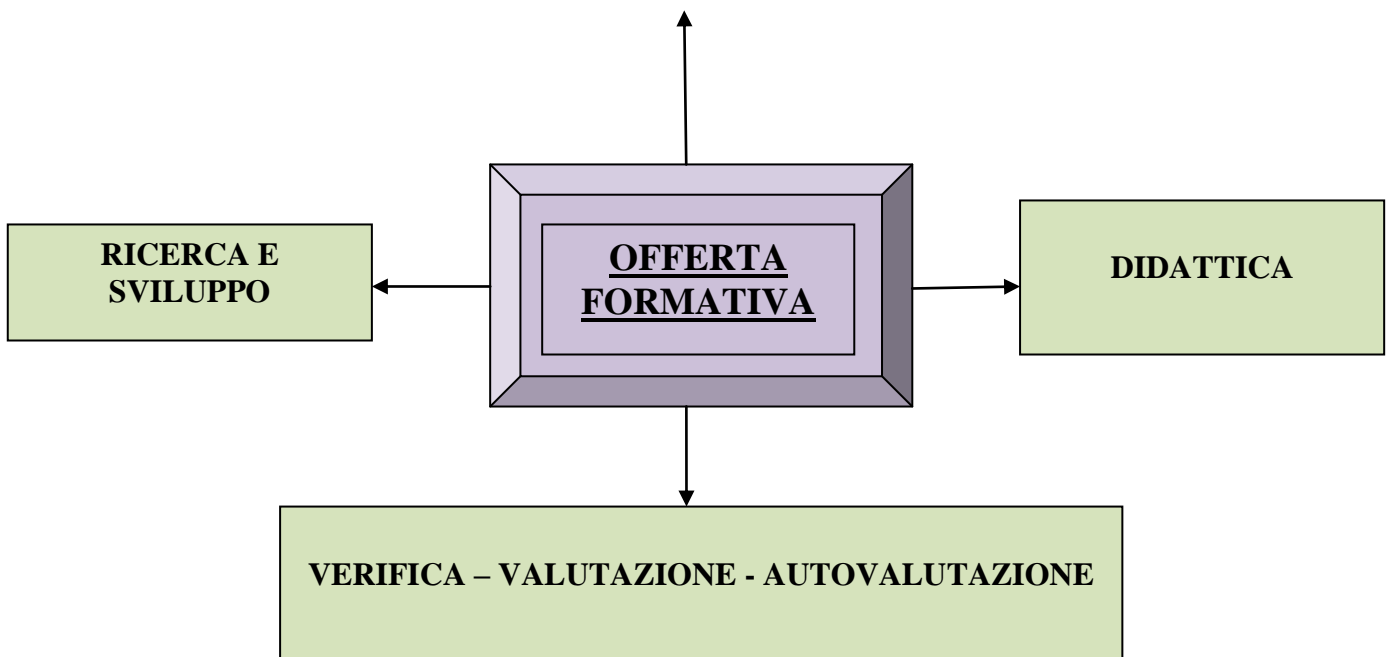 RICERCA E
SVILUPPO
OFFERTA
FORMATIVA
DIDATTICA
VERIFICA – VALUTAZIONE - AUTOVALUTAZIONE